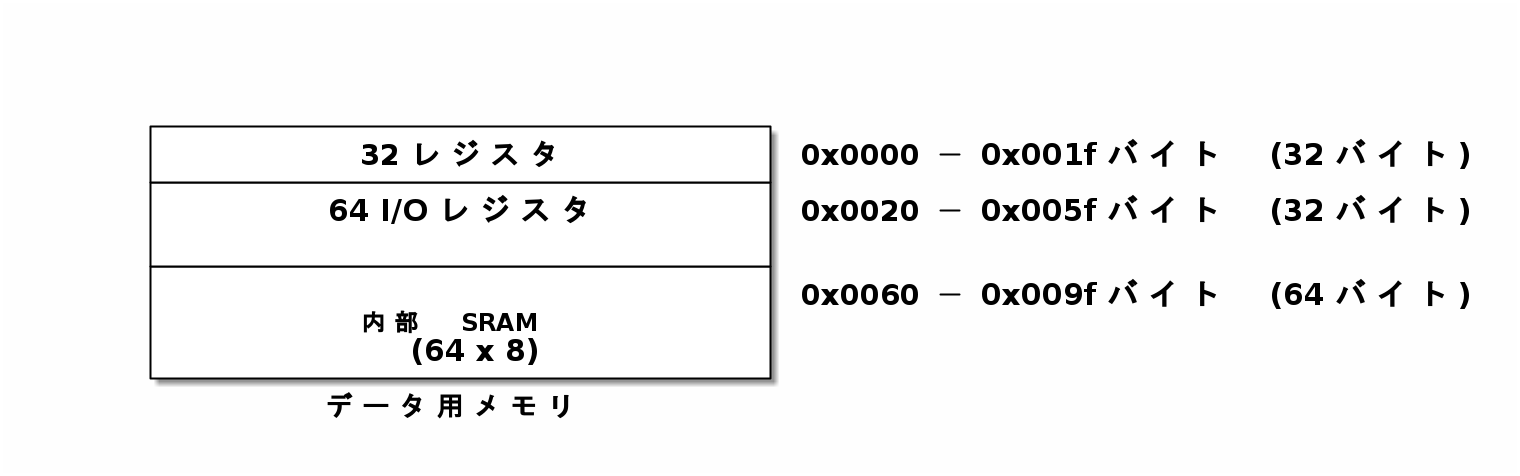 32 レジスタ 0x0000 － 0x001f バイト (32 バイト)
64 I/O レジスタ 0x0020 － 0x005f バイト (32 バイト)
0x0060 － 0x009f バイト (64 バイト)
内部 SRAM
(64 x 8)
データ用メモリ